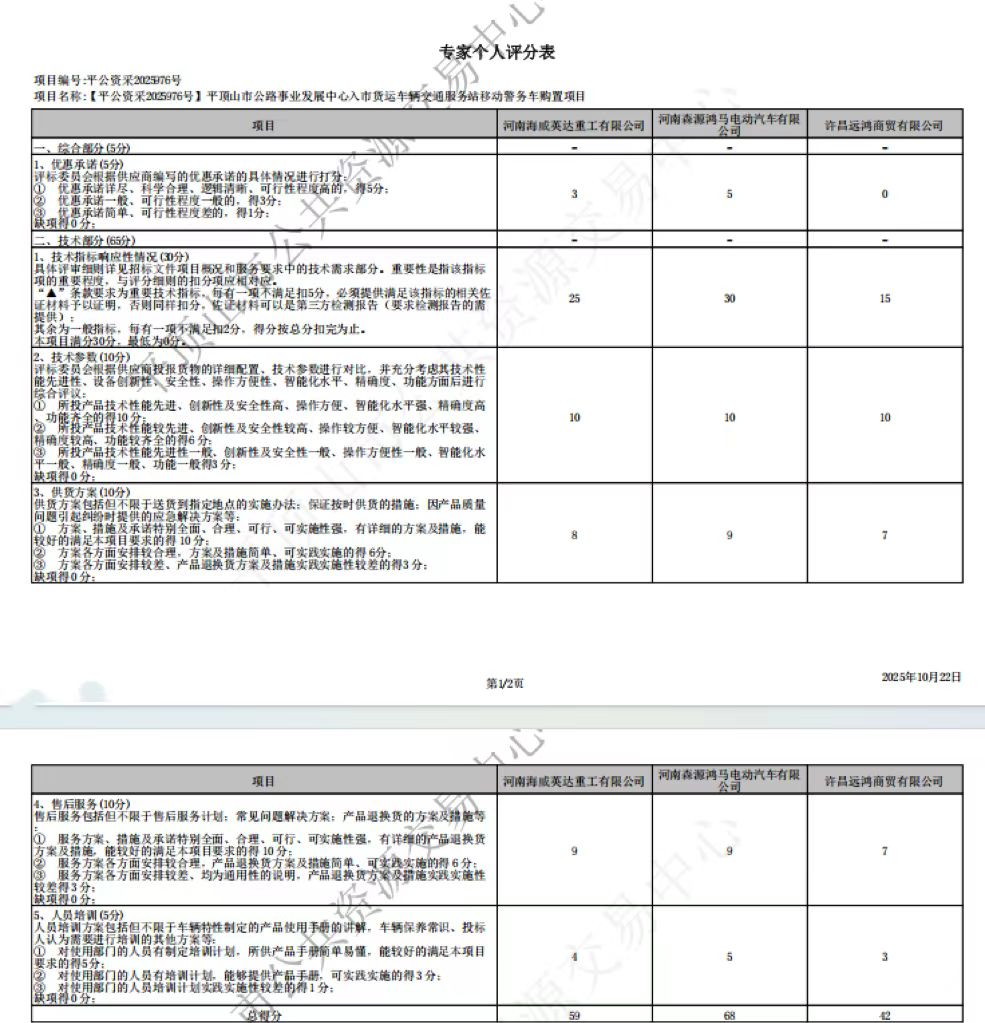 专家个人评分表
项目编号:平公资采2025976号
项目名称:【平公资采2025976号】平顶山市公路事业发展中心入市货运车辆交通服务站移动警务车购置项目
项目 河南海威英达重工有限公司 河南森源鸿马电动汽车有限公司 许昌远鸿商贸有限公司
一、综合部分(5分) - - -
1、优惠承诺(5分)
评标委员会根据供应商编写的优惠承诺的具体情况进行打分:
① 优惠承诺详尽、科学合理、逻辑清晰、可行性程度高的，得5分;
② 优惠承诺一般、可行性程度一般的，得3分;
③ 优惠承诺简单、可行性程度差的，得1分;
缺项得0分;
3 5 0
二、技术部分(65分) - - -
1、技术指标响应性情况(30分)
具体评审细则详见招标文件项目概况和服务要求中的技术需求部分。重要性是指该指标
项的重要程度，与评分细则的扣分项应相对应。
“▲”条款要求为重要技术指标，每有一项不满足扣5分，必须提供满足该指标的相关佐
证材料予以证明，否则同样扣分，佐证材料可以是第三方检测报告（要求检测报告的需
提供）;
其余为一般指标，每有一项不满足扣2分，得分按总分扣完为止。
本项目满分30分，最低为0分。
25 30 15
2、技术参数(10分)
评标委员会根据供应商投报货物的详细配置、技术参数进行对比，并充分考虑其技术性
能先进性、设备创新性、安全性、操作方便性、智能化水平、精确度、功能方面后进行
综合评议:
① 所投产品技术性能先进、创新性及安全性高、操作方便、智能化水平强、精确度高
、功能齐全的得10分;
② 所投产品技术性能较先进、创新性及安全性较高、操作较方便、智能化水平较强、
精确度较高、功能较齐全的得6分;
③ 所投产品技术性能先进性一般、创新性及安全性一般、操作方便性一般、智能化水
平一般、精确度一般、功能一般得3分;
缺项得0分;
10 10 10
3、供货方案(10分)
供货方案包括但不限于送货到指定地点的实施办法; 保证按时供货的措施; 因产品质量
问题引起纠纷时提供的应急解决方案等:
① 方案、措施及承诺特别全面、合理、可行、可实施性强，有详细的方案及措施，能
较好的满足本项目要求的得10分;
② 方案各方面安排较合理，方案及措施简单、可实践实施的得6分;
③ 方案各方面安排较差、产品退换货方案及措施实践实施性较差的得3分;
缺项得0分;
8 9 7
第1/2页
2025年10月22日
项目 河南海威英达重工有限公司 河南森源鸿马电动汽车有限公司 许昌远鸿商贸有限公司
4、售后服务(10分)
售后服务包括但不限于售后服务计划; 常见问题解决方案; 产品退换货的方案及措施等
:
① 服务方案、措施及承诺特别全面、合理、可行、可实施性强，有详细的产品退换货
方案及措施，能较好的满足本项目要求的得10分;
② 服务方案各方面安排较合理，产品退换货方案及措施简单、可实践实施的得6分;
③ 服务方案各方面安排较差、均为通用性的说明，产品退换货方案及措施实践实施性
较差得3分;
缺项得0分;
9 9 7
5、人员培训(5分)
人员培训方案包括但不限于车辆特性制定的产品使用手册的讲解，车辆保养常识、投标
人认为需要进行培训的其他方案等:
① 对使用部门的人员有制定培训计划，所供产品手册简单易懂，能较好的满足本项目
要求的得5分;
② 对使用部门的人员有培训计划，能够提供产品手册，可实践实施的得3分;
③ 对使用部门的人员培训计划实践实施性较差的得1分;
缺项得0分;
4 5 3
总得分 59 68 42
平顶山市公共资源交易中心
平顶山市公共资源交易中心
市公共资源交易中心
源交易中心